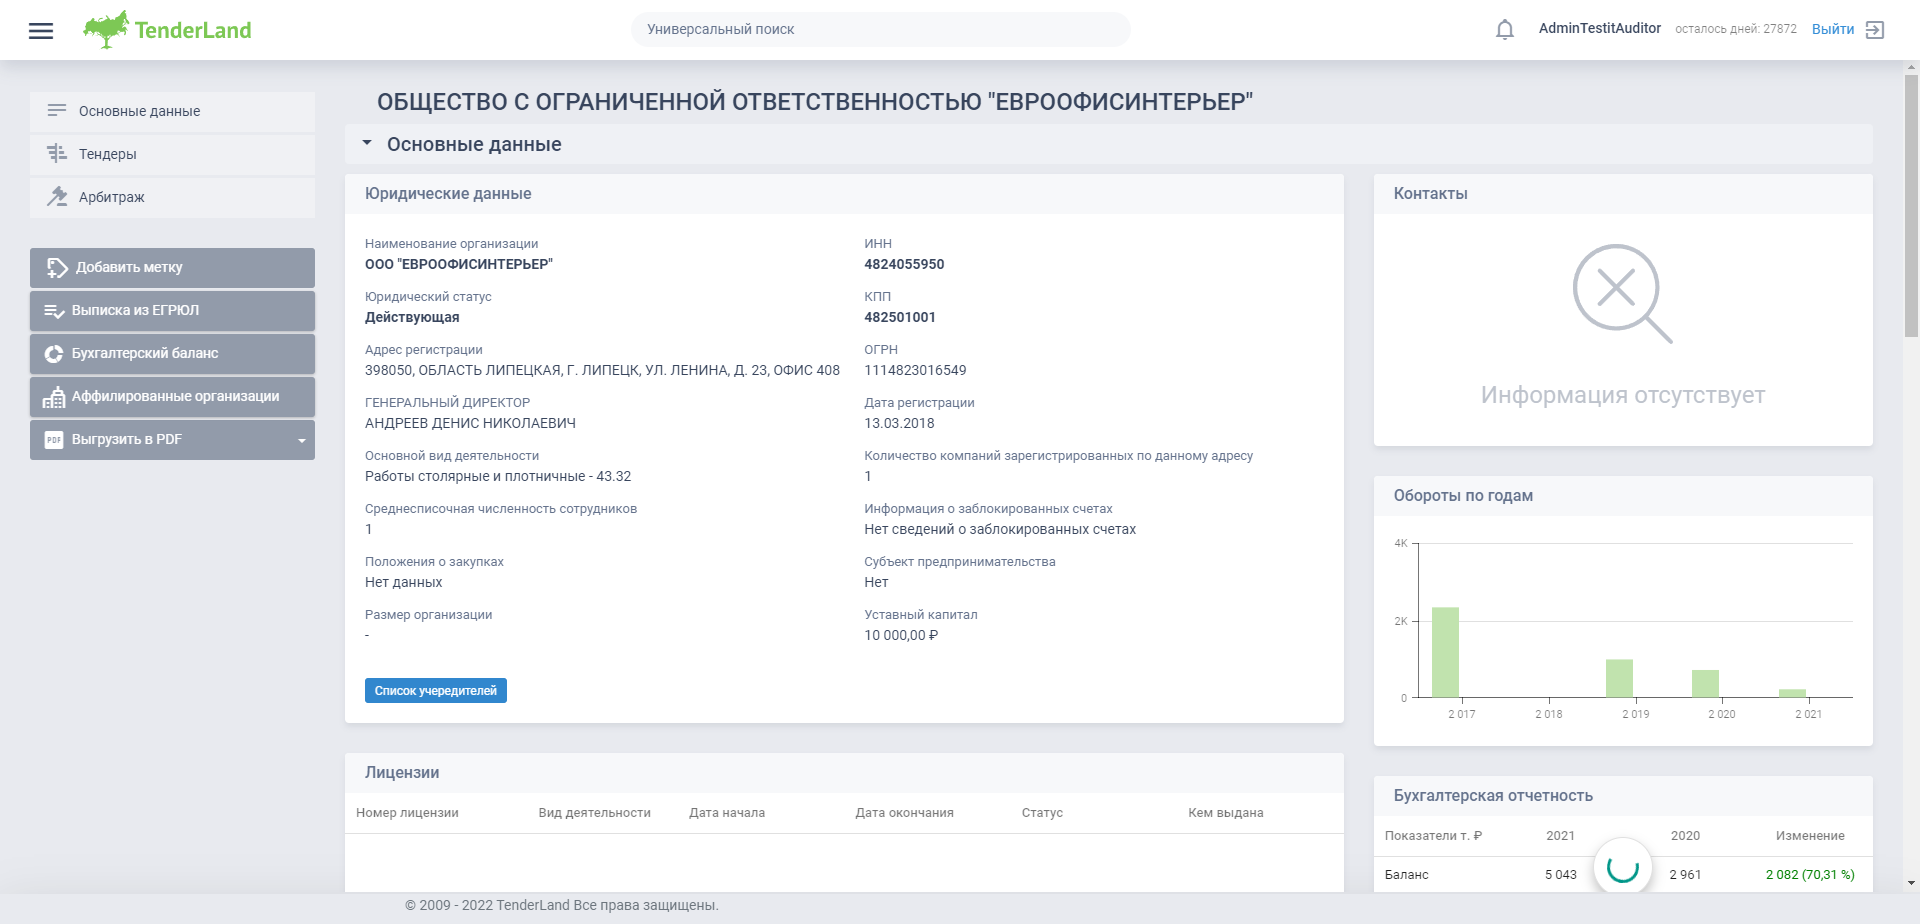 TenderLand
Универсальный поиск
AdminTestitAuditor
осталось дней: 27872
Выйти
Основные данные
Тендеры
Арбитраж
Добавить метку
Выписка из ЕГРЮЛ
Бухгалтерский баланс
Аффилированные организации
PDF Выгрузить в PDF
ОБЩЕСТВО С ОГРАНИЧЕННОЙ ОТВЕТСТВЕННОСТЬЮ "ЕВРООФИСИНТЕРЬЕР"
Основные данные
Юридические данные
Наименование организации
ООО "ЕВРООФИСИНТЕРЬЕР"
Юридический статус
Действующая
Адрес регистрации
398050, ОБЛАСТЬ ЛИПЕЦКАЯ, Г. ЛИПЕЦК, УЛ. ЛЕНИНА, Д. 23, ОФИС 408
ГЕНЕРАЛЬНЫЙ ДИРЕКТОР
АНДРЕЕВ ДЕНИС НИКОЛАЕВИЧ
Основной вид деятельности
Работы столярные и плотничные - 43.32
Среднесписочная численность сотрудников
1
Положения о закупках
Нет данных
Размер организации
-
ИНН
4824055950
КПП
482501001
ОГРН
1114823016549
Дата регистрации
13.03.2018
Количество компаний зарегистрированных по данному адресу
1
Информация о заблокированных счетах
Нет сведений о заблокированных счетах
Субъект предпринимательства
Нет
Уставный капитал
10 000,00 ₽
Список учередителей
Лицензии
Номер лицензии Вид деятельности Дата начала Дата окончания Статус Кем выдана
Контакты
Информация отсутствует
Обороты по годам
4K
2K
0
2 017 2 018 2 019 2 020 2 021
Бухгалтерская отчетность
Показатели т. ₽ 2021 2020 Изменение
Баланс 5 043 2 961 2 082 (70,31 %)
© 2009 - 2022 TenderLand Все права защищены.